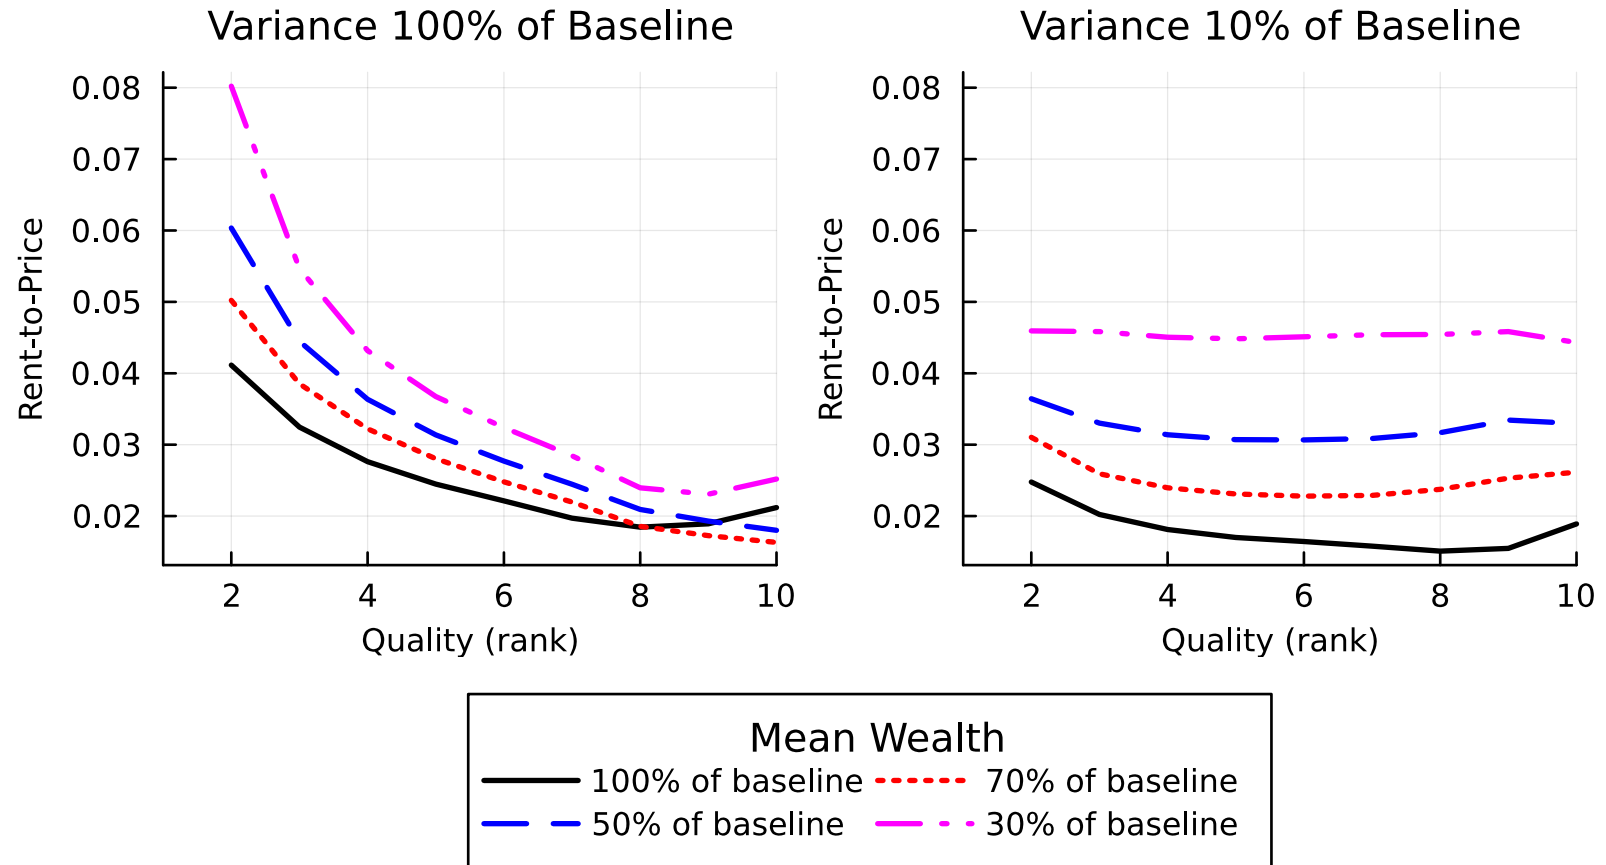 Variance 100% of Baseline
0.08
0.07
0.06
0.05
0.04
0.03
0.02
Rent-to-Price
2 4 6 8 10
Quality (rank)
Variance 10% of Baseline
0.08
0.07
0.06
0.05
0.04
0.03
0.02
Rent-to-Price
2 4 6 8 10
Quality (rank)
Mean Wealth
100% of baseline 70% of baseline
50% of baseline 30% of baseline